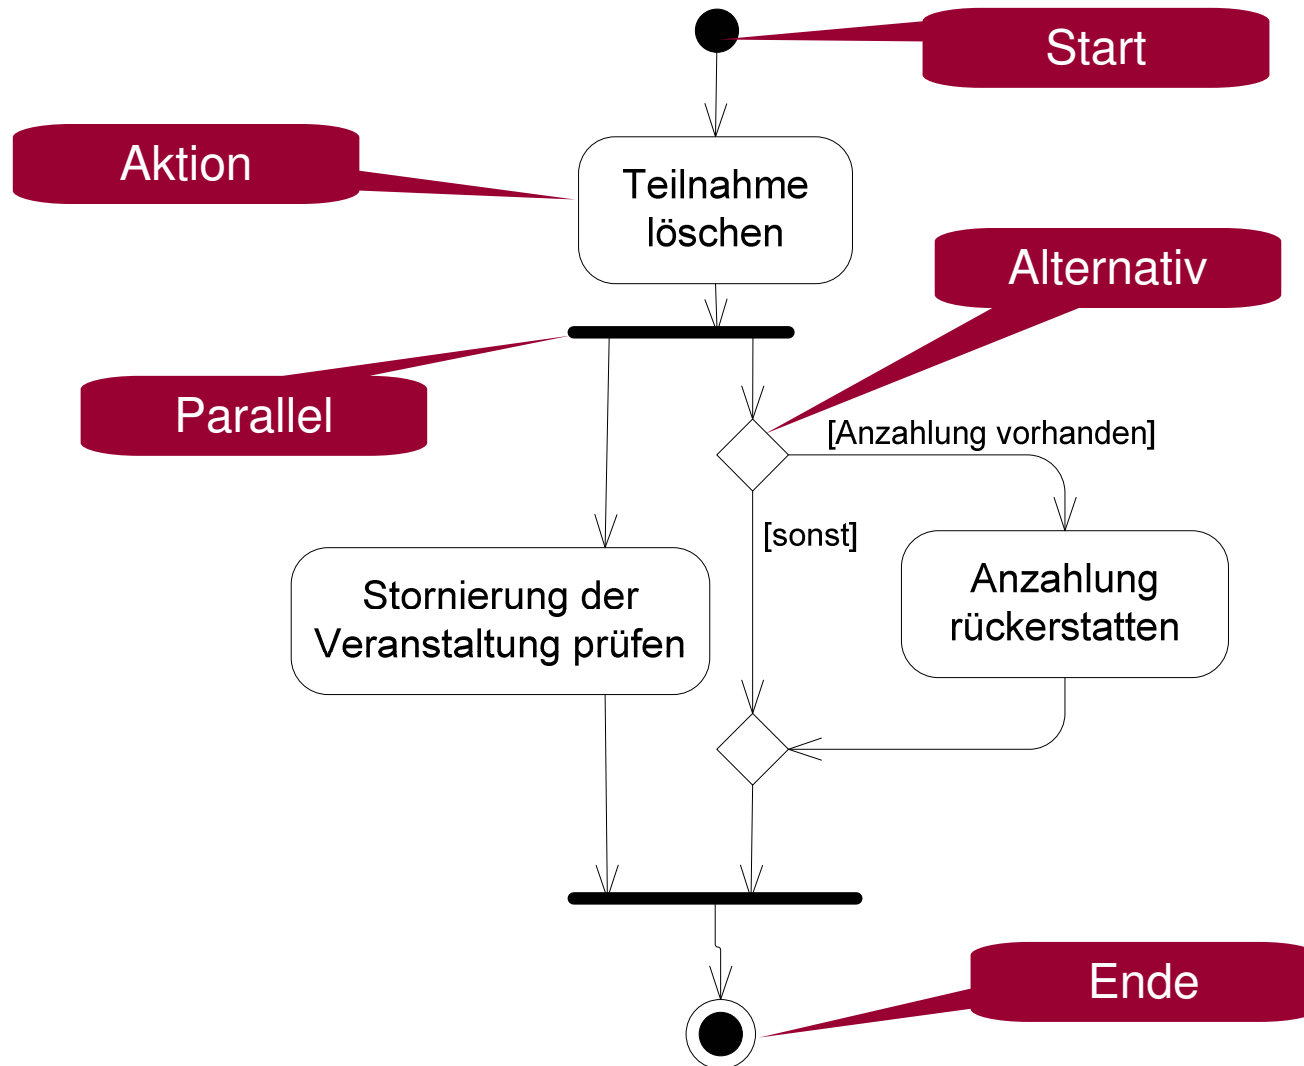 Start
Aktion
Teilnahme
löschen
Alternativ
Parallel
[Anzahlung vorhanden]
[sonst]
Stornierung der
Veranstaltung prüfen
Anzahlung
rückerstatten
Ende